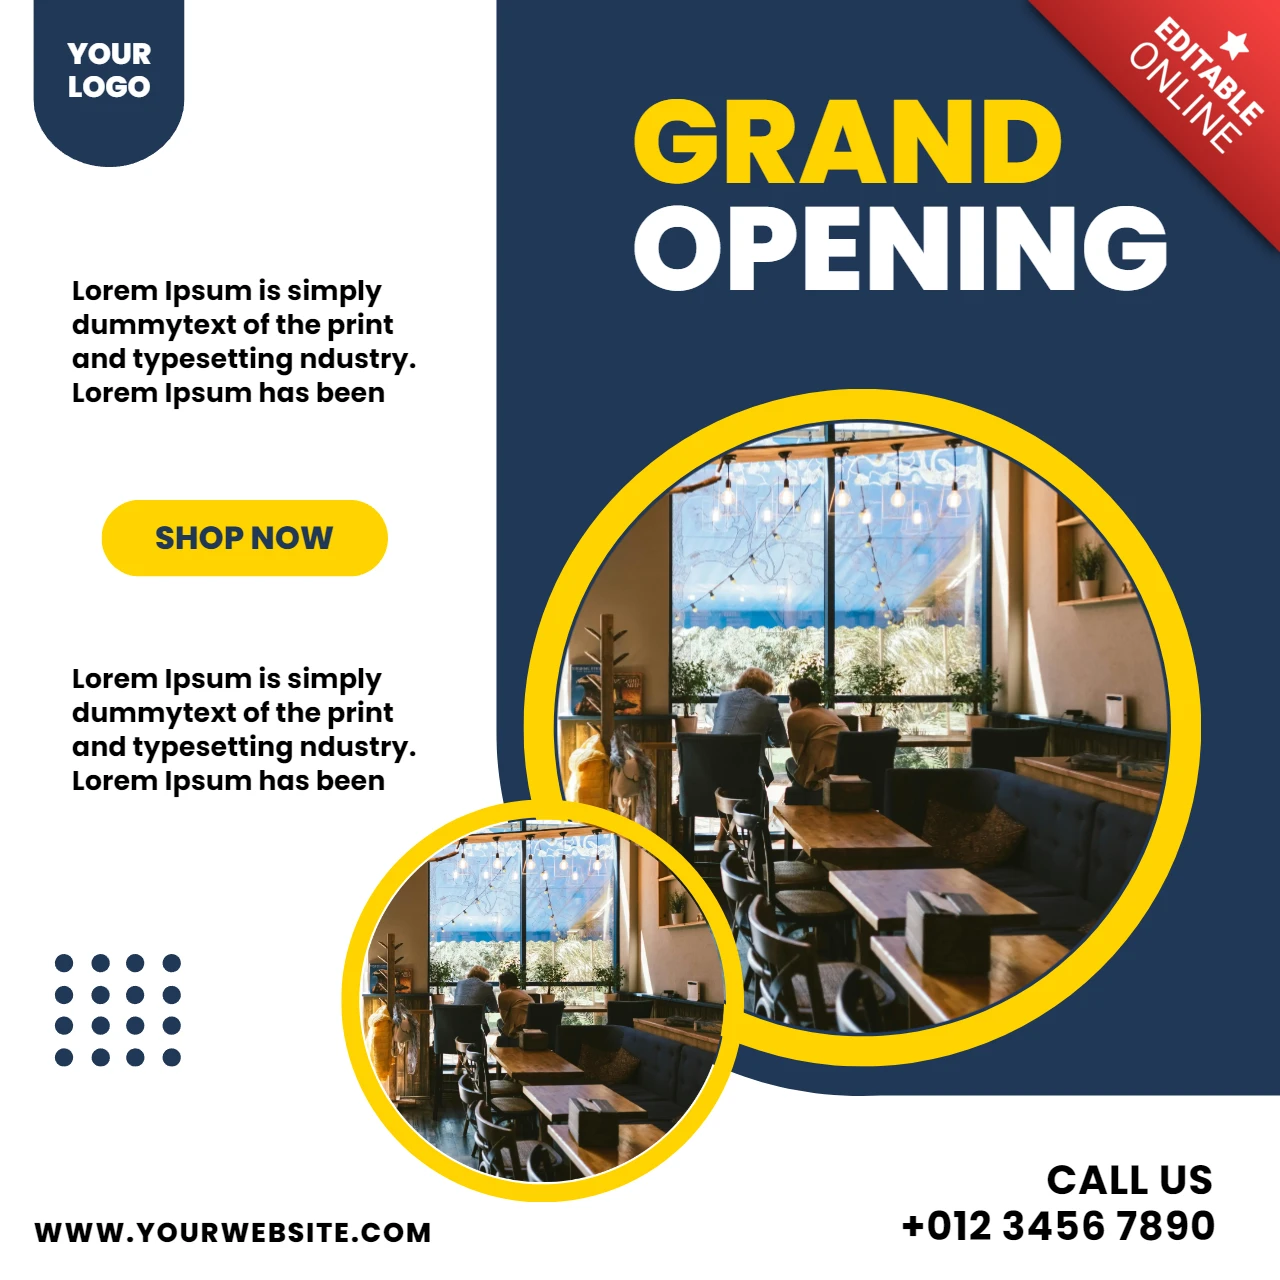 YOUR
LOGO
EDITABLE
ONLINE
GRAND
OPENING
Lorem Ipsum is simply
dummytext of the print
and typesetting ndustry.
Lorem Ipsum has been
SHOP NOW
Lorem Ipsum is simply
dummytext of the print
and typesetting ndustry.
Lorem Ipsum has been
CALL US
+012 3456 7890
WWW.YOURWEBSITE.COM